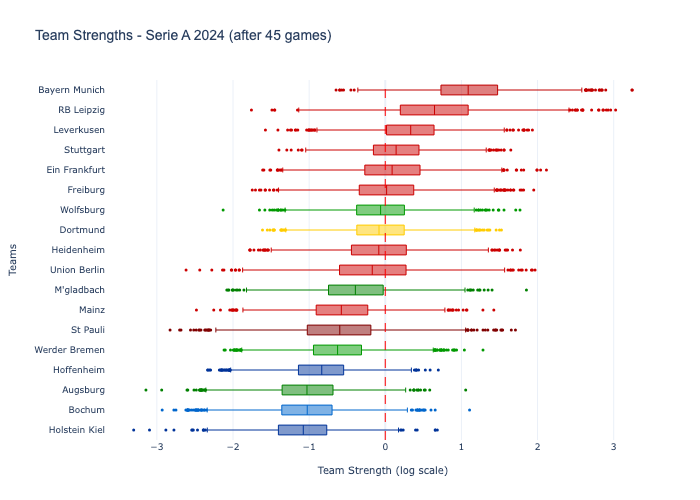 Team Strengths - Serie A 2024 (after 45 games)
Bayern Munich
RB Leipzig
Leverkusen
Stuttgart
Ein Frankfurt
Freiburg
Wolfsburg
Dortmund
Heidenheim
Union Berlin
M'gladbach
Mainz
St Pauli
Werder Bremen
Hoffenheim
Augsburg
Bochum
Holstein Kiel
Teams
−3 −2 −1 0 1 2 3
Team Strength (log scale)